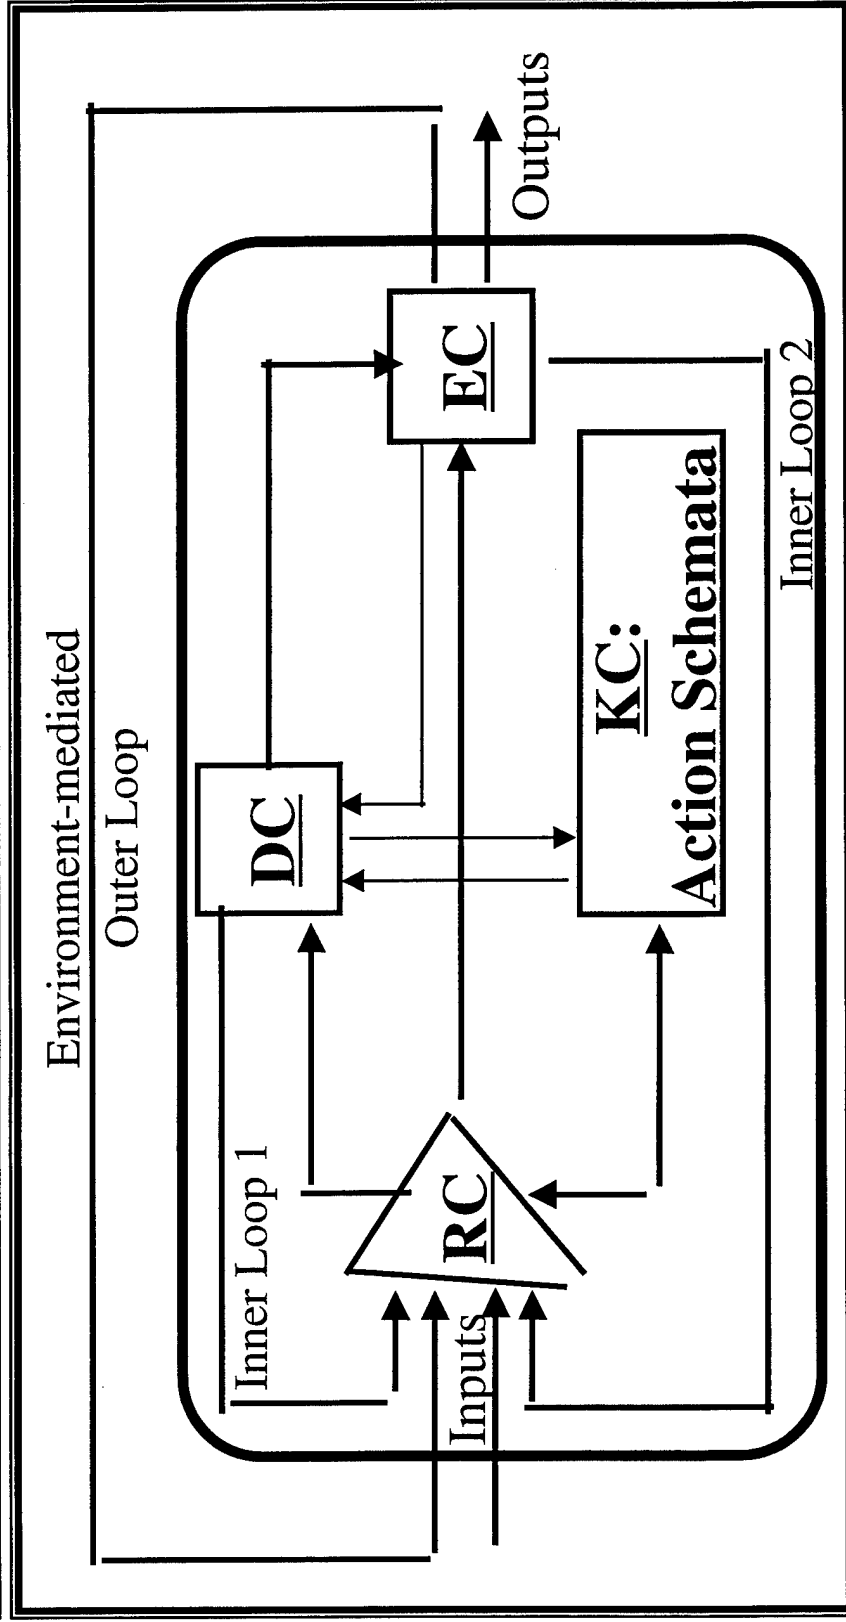 Environment-mediated
Outer Loop
Inner Loop 1
DC
RC
EC
Inputs
Outputs
KC:
Action Schemata
Inner Loop 2